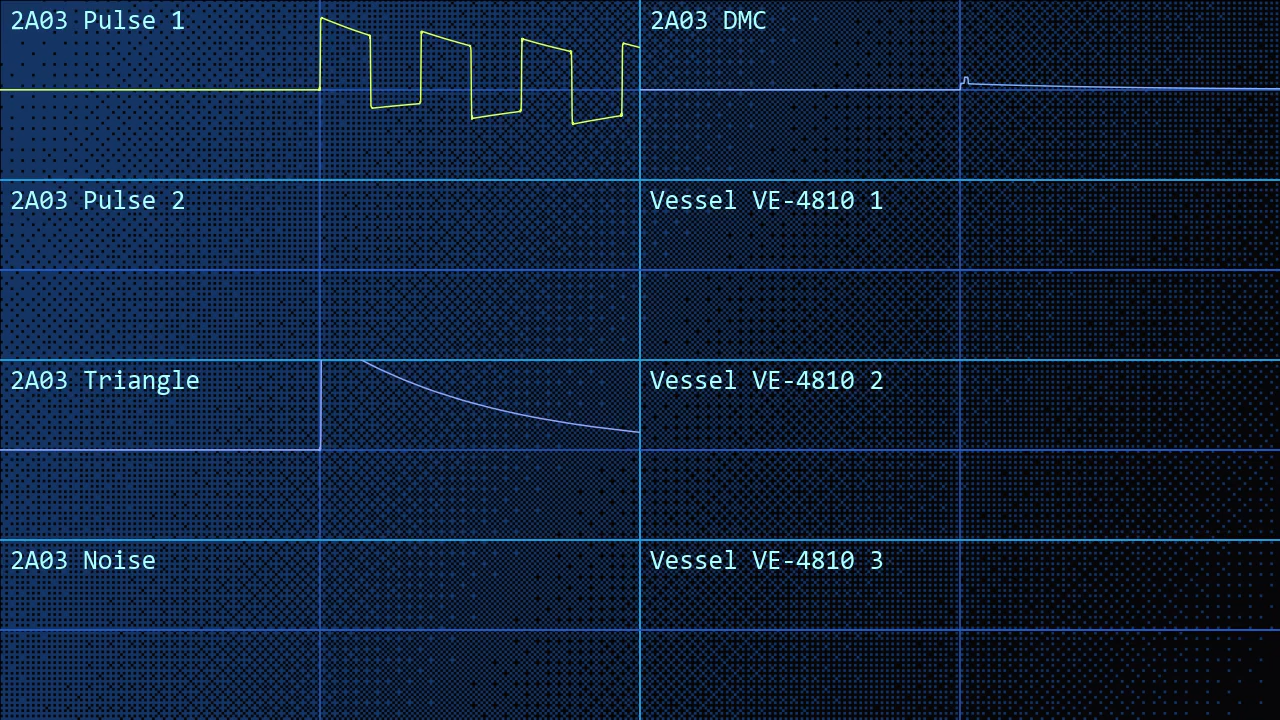 2A03 Pulse 1
2A03 Pulse 2
2A03 Triangle
2A03 Noise
2A03 DMC
Vessel VE-4810 1
Vessel VE-4810 2
Vessel VE-4810 3